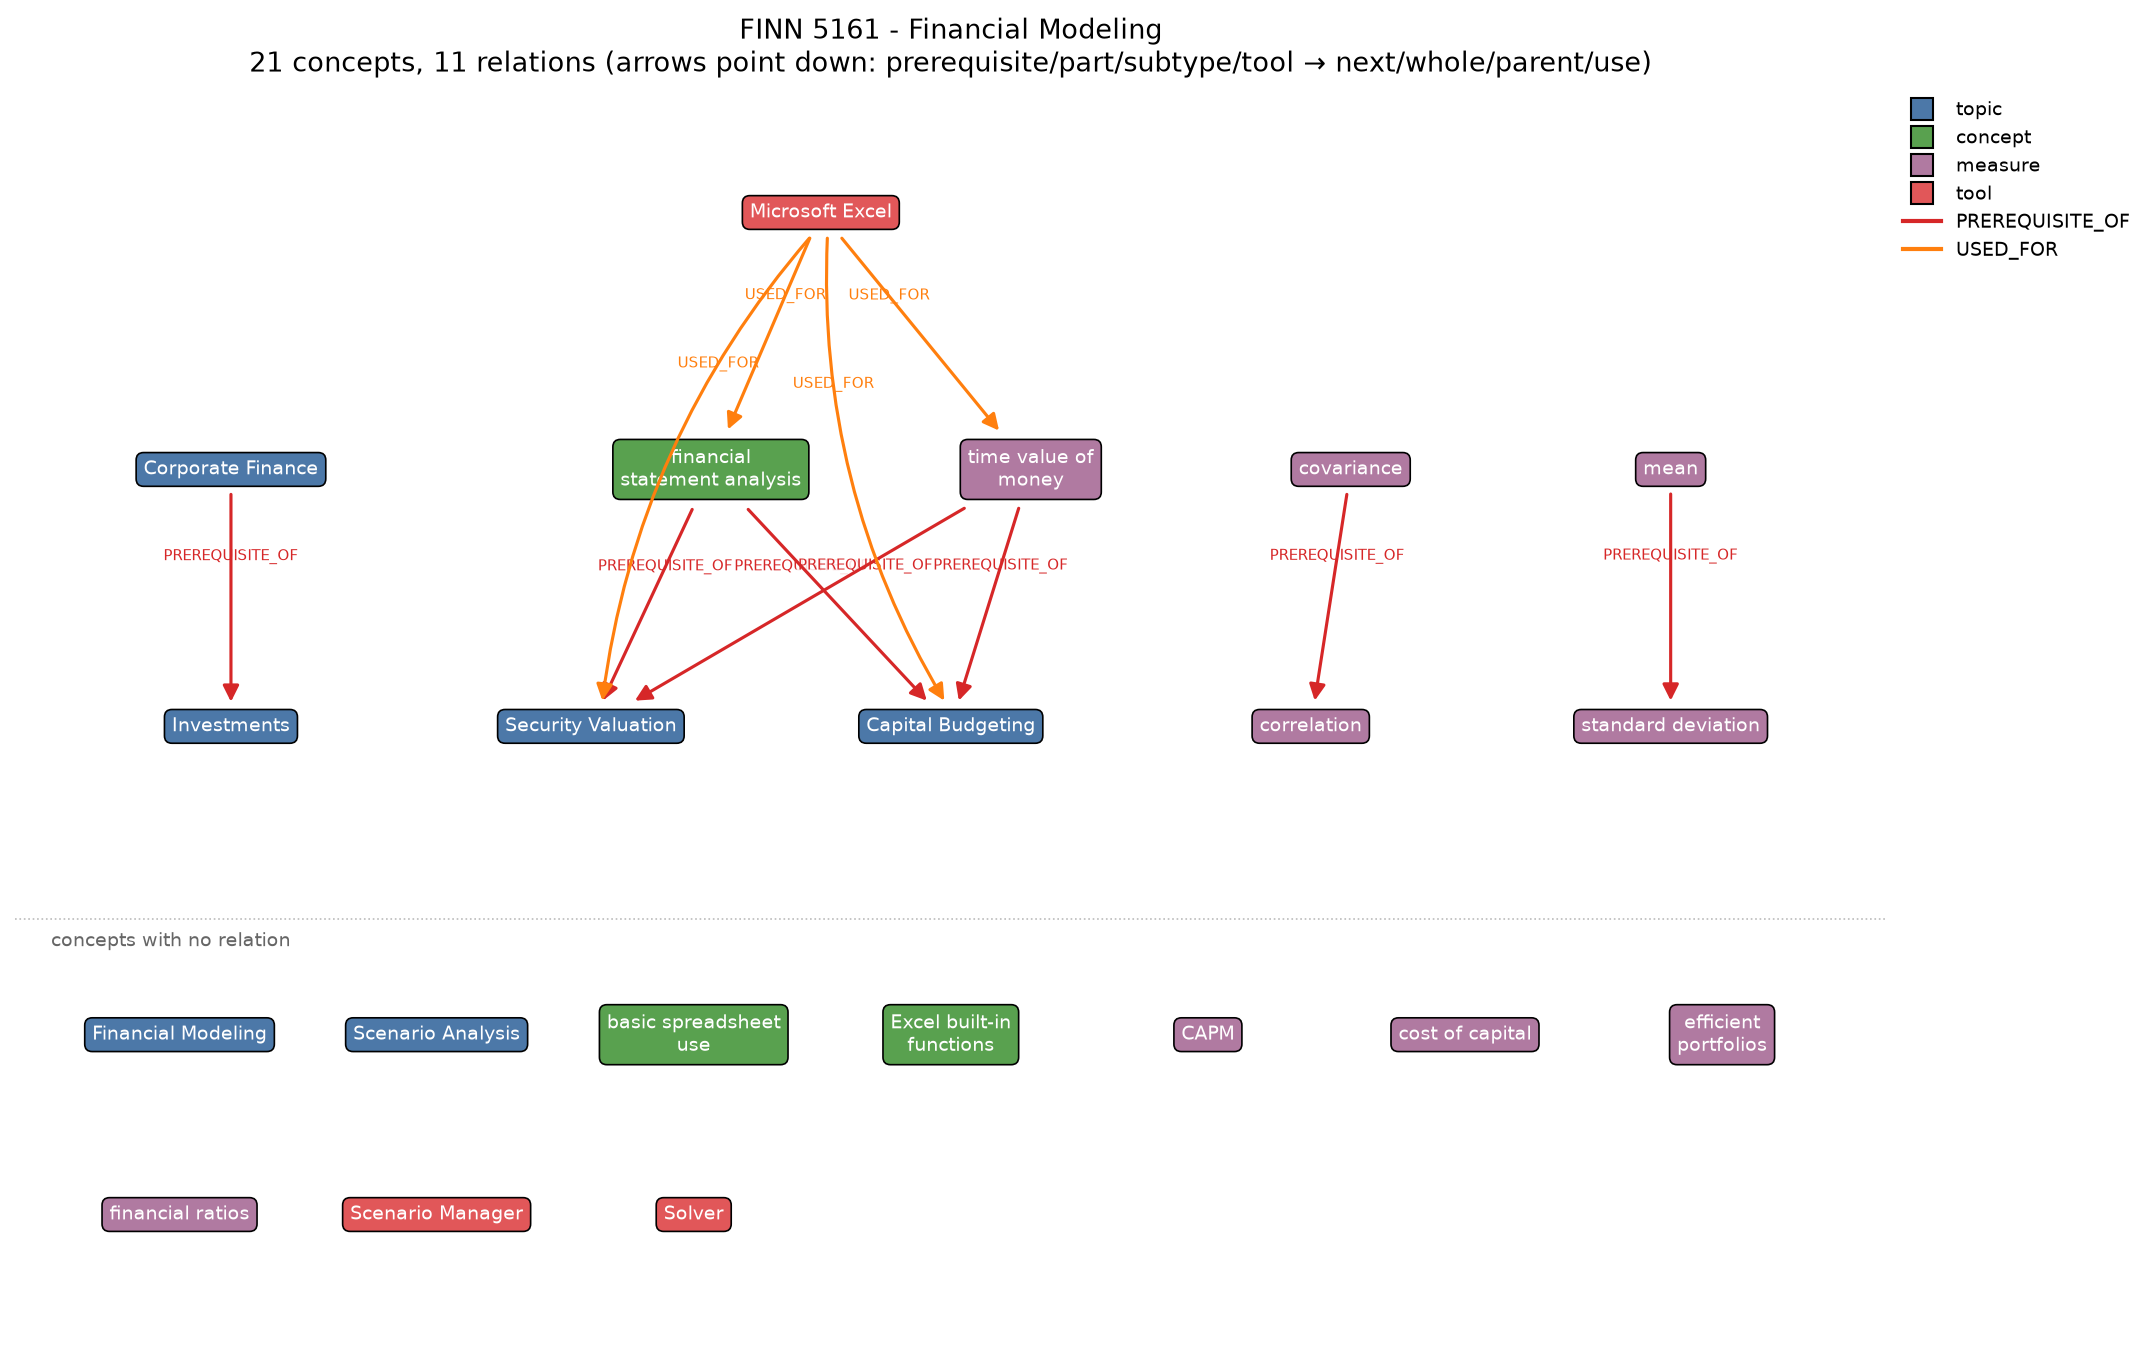 FINN 5161 - Financial Modeling
21 concepts, 11 relations (arrows point down: prerequisite/part/subtype/tool → next/whole/parent/use)
topic
concept
measure
tool
PREREQUISITE_OF
USED_FOR
Microsoft Excel
USED_FOR
USED_FOR
USED_FOR
USED_FOR
Corporate Finance
financial
statement analysis
time value of
money
covariance
mean
PREREQUISITE_OF
PREREQUISITE_OF
PREREQUISITE_OF
PREREQUISITE_OF
PREREQUISITE_OF
PREREQUISITE_OF
Investments
Security Valuation
Capital Budgeting
correlation
standard deviation
concepts with no relation
Financial Modeling
Scenario Analysis
basic spreadsheet
use
Excel built-in
functions
CAPM
cost of capital
efficient
portfolios
financial ratios
Scenario Manager
Solver